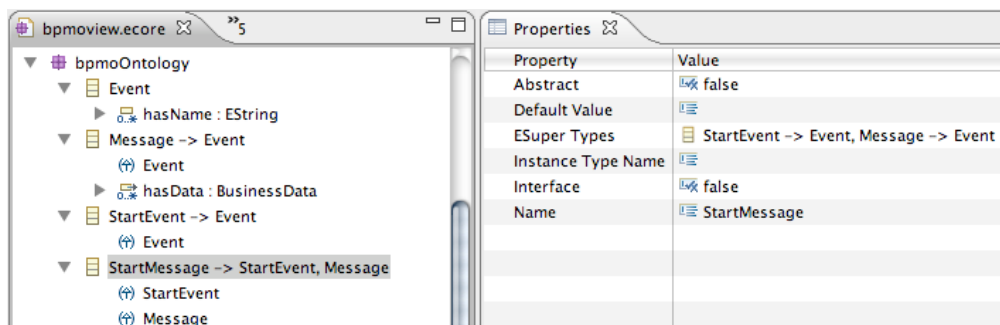 bpmoview.ecore
»5
bpmoOntology
Event
hasName : EString
Message -> Event
Event
hasData : BusinessData
StartEvent -> Event
Event
StartMessage -> StartEvent, Message
StartEvent
Message
Properties
Property Value
Abstract false
Default Value
ESuper Types StartEvent -> Event, Message -> Event
Instance Type Name
Interface false
Name StartMessage